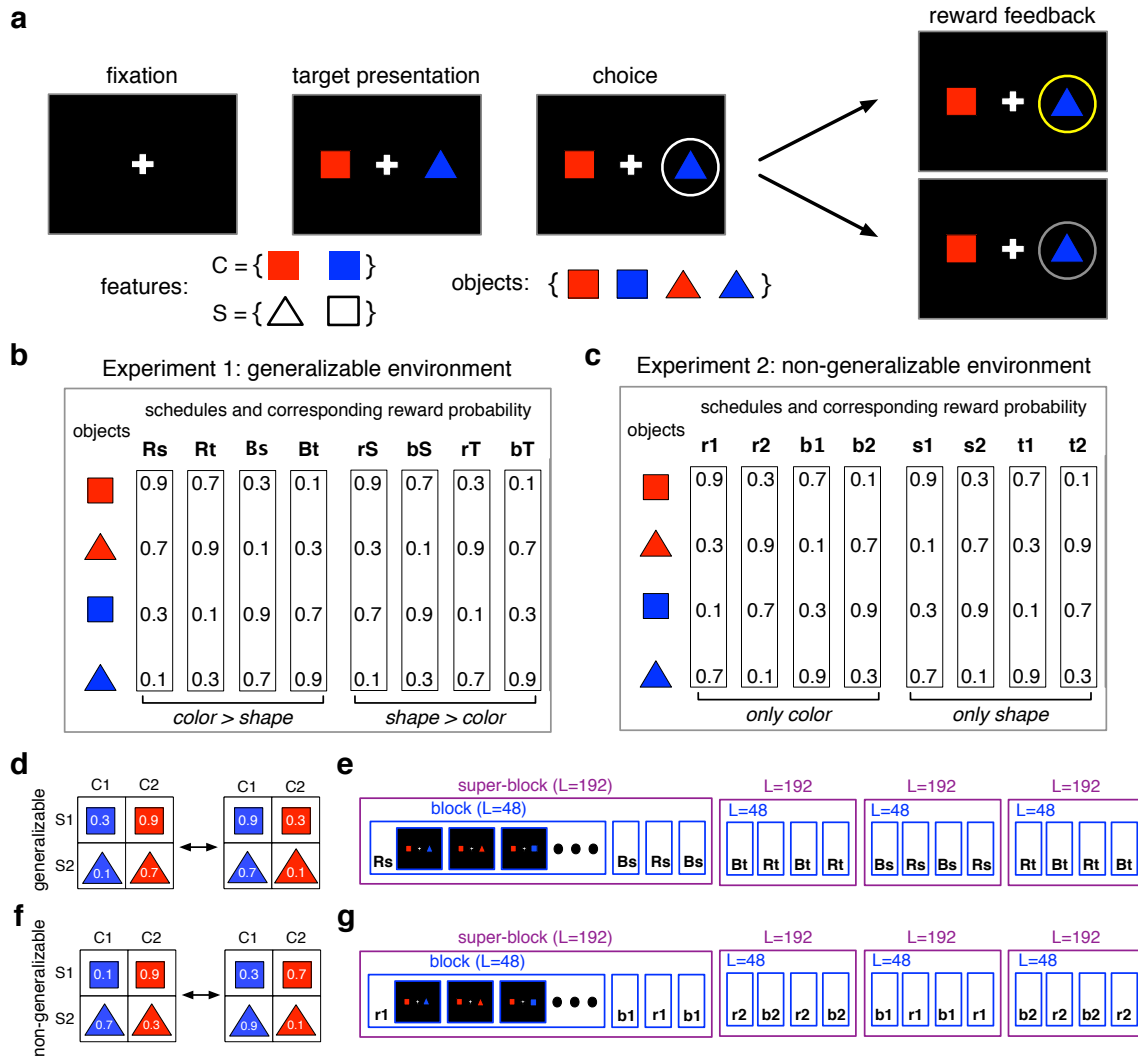 a
reward feedback
fixation
target presentation
choice
features:
C = { }
S = { }
objects: { }
b
Experiment 1: generalizable environment
schedules and corresponding reward probability
objects
Rs Rt Bs Bt rS bS rT bT
0.9 0.7 0.3 0.1 0.9 0.7 0.3 0.1
0.7 0.9 0.1 0.3 0.3 0.1 0.9 0.7
0.3 0.1 0.9 0.7 0.7 0.9 0.1 0.3
0.1 0.3 0.7 0.9 0.1 0.3 0.7 0.9
color > shape
shape > color
c
Experiment 2: non-generalizable environment
schedules and corresponding reward probability
objects
r1 r2 b1 b2 s1 s2 t1 t2
0.9 0.3 0.7 0.1 0.9 0.3 0.7 0.1
0.3 0.9 0.1 0.7 0.1 0.7 0.3 0.9
0.1 0.7 0.3 0.9 0.3 0.9 0.1 0.7
0.7 0.1 0.9 0.3 0.7 0.1 0.9 0.3
only color
only shape
d
generalizable
C1 C2 C1 C2
S1 0.3 0.9 0.9 0.3
S2 0.1 0.7 0.7 0.1
e
super-block (L=192) L=192 L=192 L=192
block (L=48) L=48 L=48 L=48
Rs Bs Rs Bs Bt Rt Bt Rt Bs Rs Bs Rs Rt Bt Rt Bt
f
non-generalizable
C1 C2 C1 C2
S1 0.1 0.9 0.3 0.7
S2 0.7 0.3 0.9 0.1
g
super-block (L=192) L=192 L=192 L=192
block (L=48) L=48 L=48 L=48
r1 b1 r1 b1 r2 b2 r2 b2 b1 r1 b1 r1 b2 r2 b2 r2